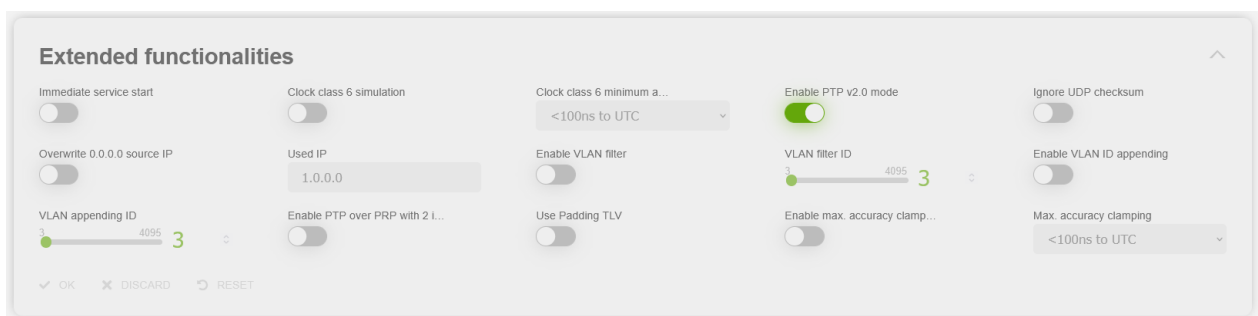 Extended functionalities
Immediate service start
Clock class 6 simulation
Clock class 6 minimum a...
<100ns to UTC
Enable PTP v2.0 mode
Ignore UDP checksum
Overwrite 0.0.0.0 source IP
Used IP
1.0.0.0
Enable VLAN filter
VLAN filter ID
3 4095 3
Enable VLAN ID appending
VLAN appending ID
3 4095 3
Enable PTP over PRP with 2 i...
Use Padding TLV
Enable max. accuracy clamp...
Max. accuracy clamping
<100ns to UTC
OK DISCARD RESET